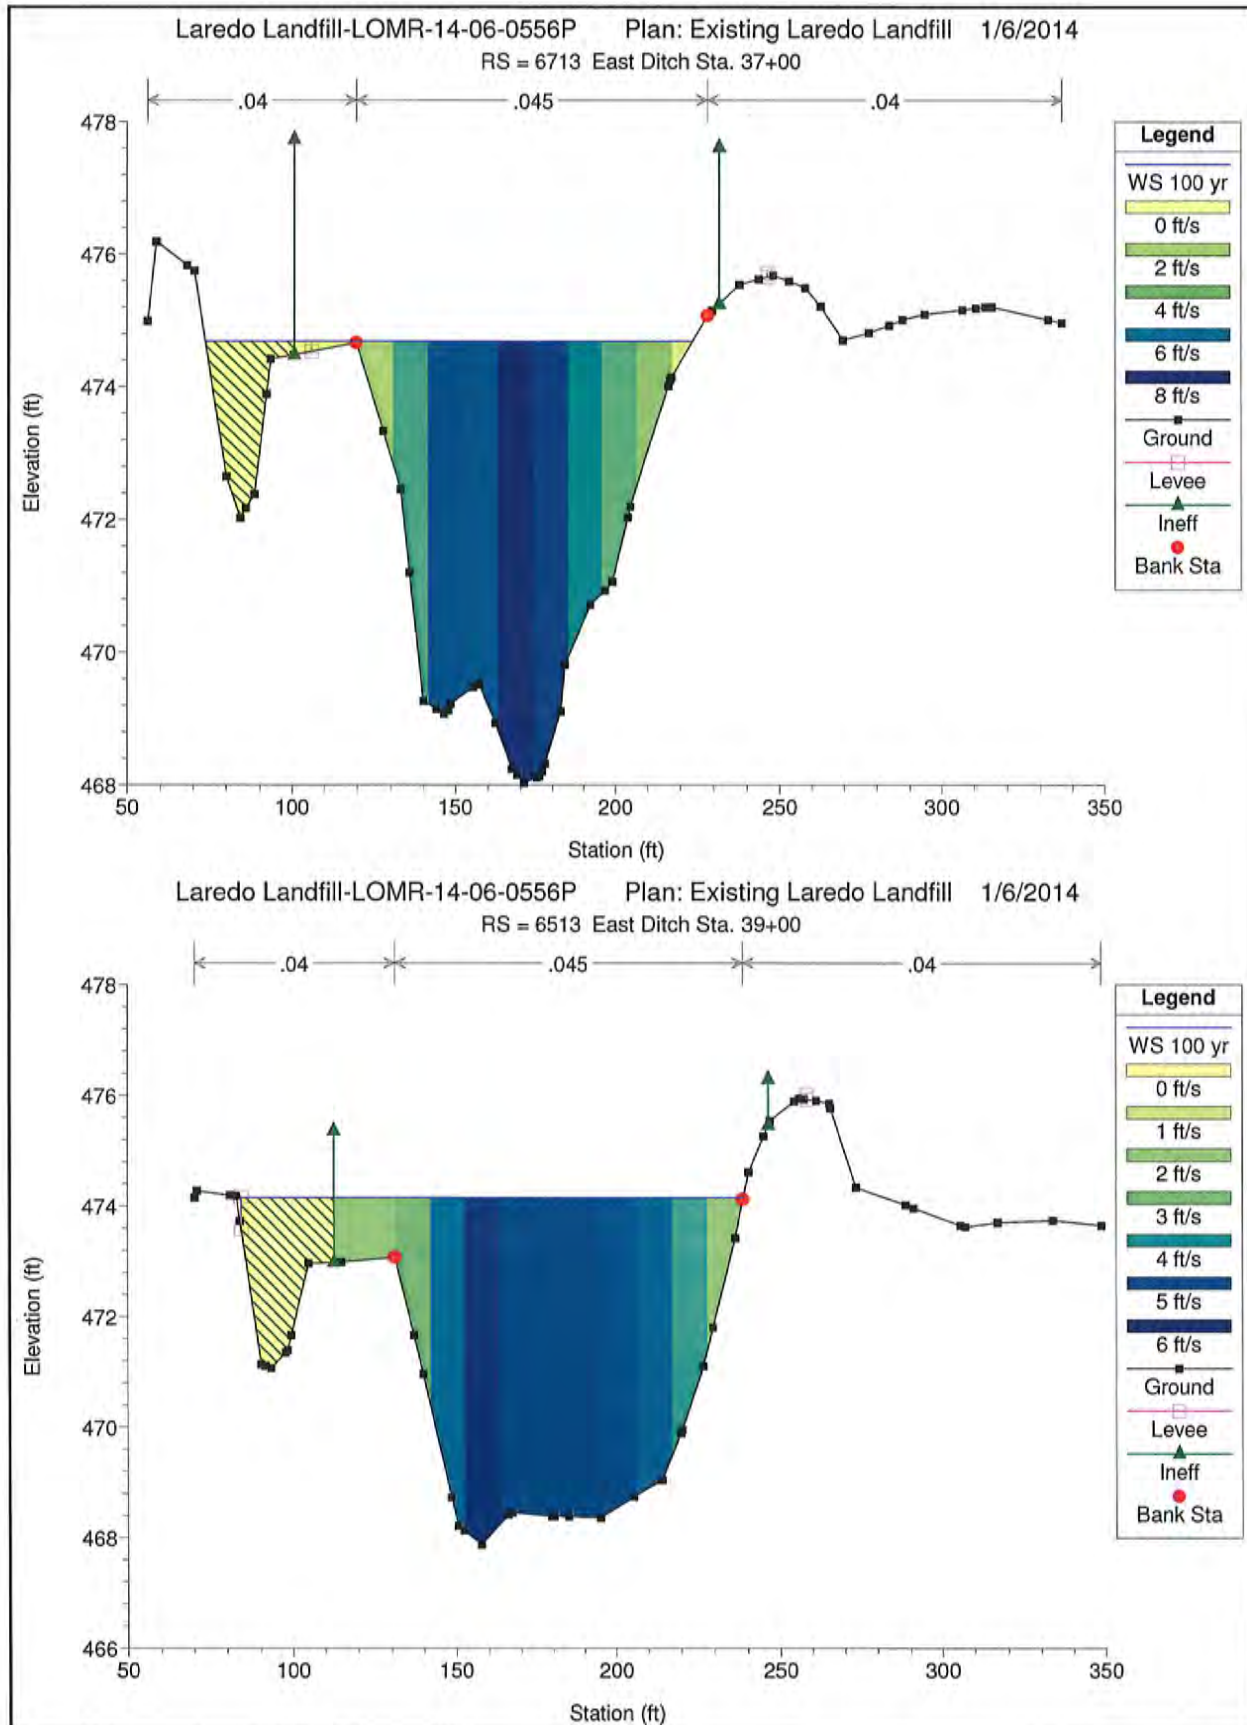 Laredo Landfill-LOMR-14-06-0556P Plan: Existing Laredo Landfill 1/6/2014
RS = 6713 East Ditch Sta. 37+00
.04 .045 .04
478
476
474
472
470
468
Elevation (ft)
50 100 150 200 250 300 350
Station (ft)
Legend
WS 100 yr
0 ft/s
2 ft/s
4 ft/s
6 ft/s
8 ft/s
Ground
Levee
Ineff
Bank Sta
Laredo Landfill-LOMR-14-06-0556P Plan: Existing Laredo Landfill 1/6/2014
RS = 6513 East Ditch Sta. 39+00
.04 .045 .04
478
476
474
472
470
468
466
Elevation (ft)
50 100 150 200 250 300 350
Station (ft)
Legend
WS 100 yr
0 ft/s
1 ft/s
2 ft/s
3 ft/s
4 ft/s
5 ft/s
6 ft/s
Ground
Levee
Ineff
Bank Sta